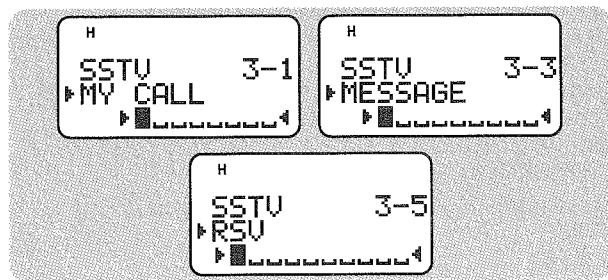 H
SSTV 3-1
MY CALL
H
SSTV 3-3
MESSAGE
H
SSTV 3-5
RSV